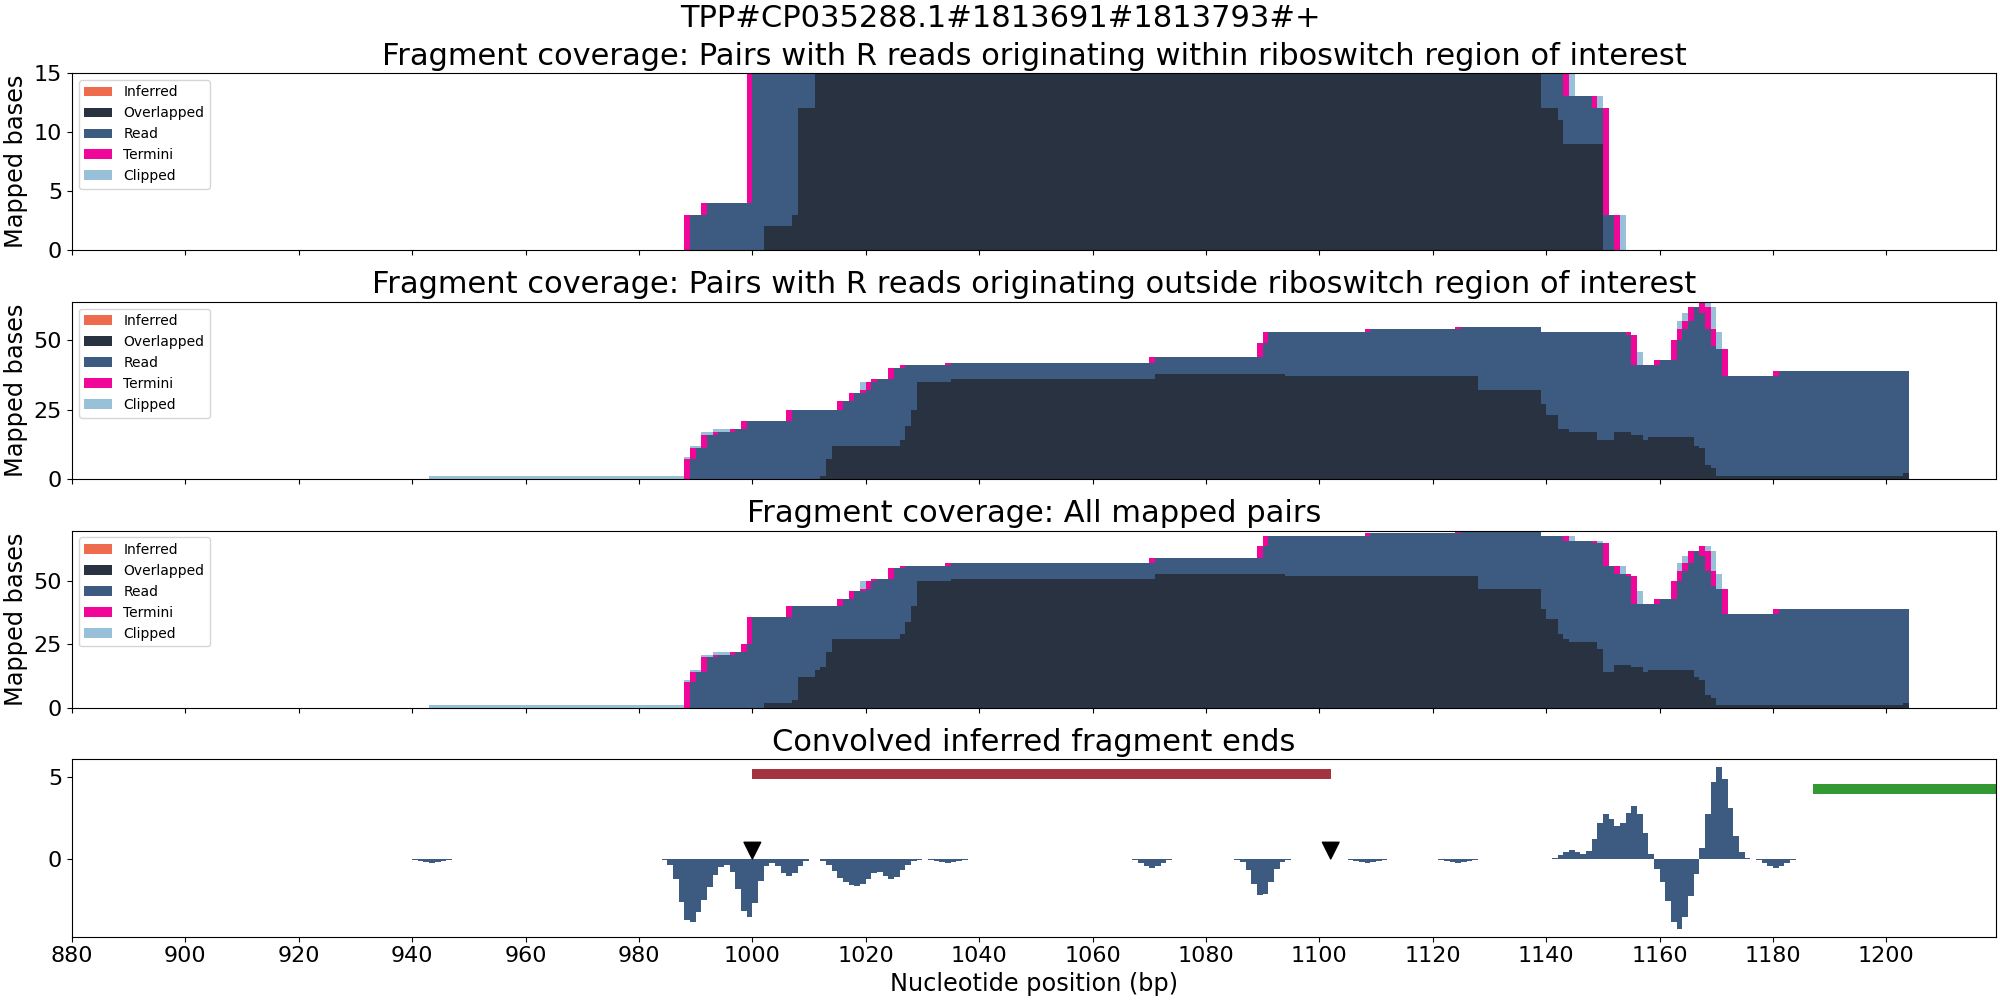 TPP#CP035288.1#1813691#1813793#+
Fragment coverage: Pairs with R reads originating within riboswitch region of interest
Mapped bases
15
10
5
0
Inferred
Overlapped
Read
Termini
Clipped
Fragment coverage: Pairs with R reads originating outside riboswitch region of interest
Mapped bases
50
25
0
Inferred
Overlapped
Read
Termini
Clipped
Fragment coverage: All mapped pairs
Mapped bases
50
25
0
Inferred
Overlapped
Read
Termini
Clipped
Convolved inferred fragment ends
5
0
880 900 920 940 960 980 1000 1020 1040 1060 1080 1100 1120 1140 1160 1180 1200
Nucleotide position (bp)